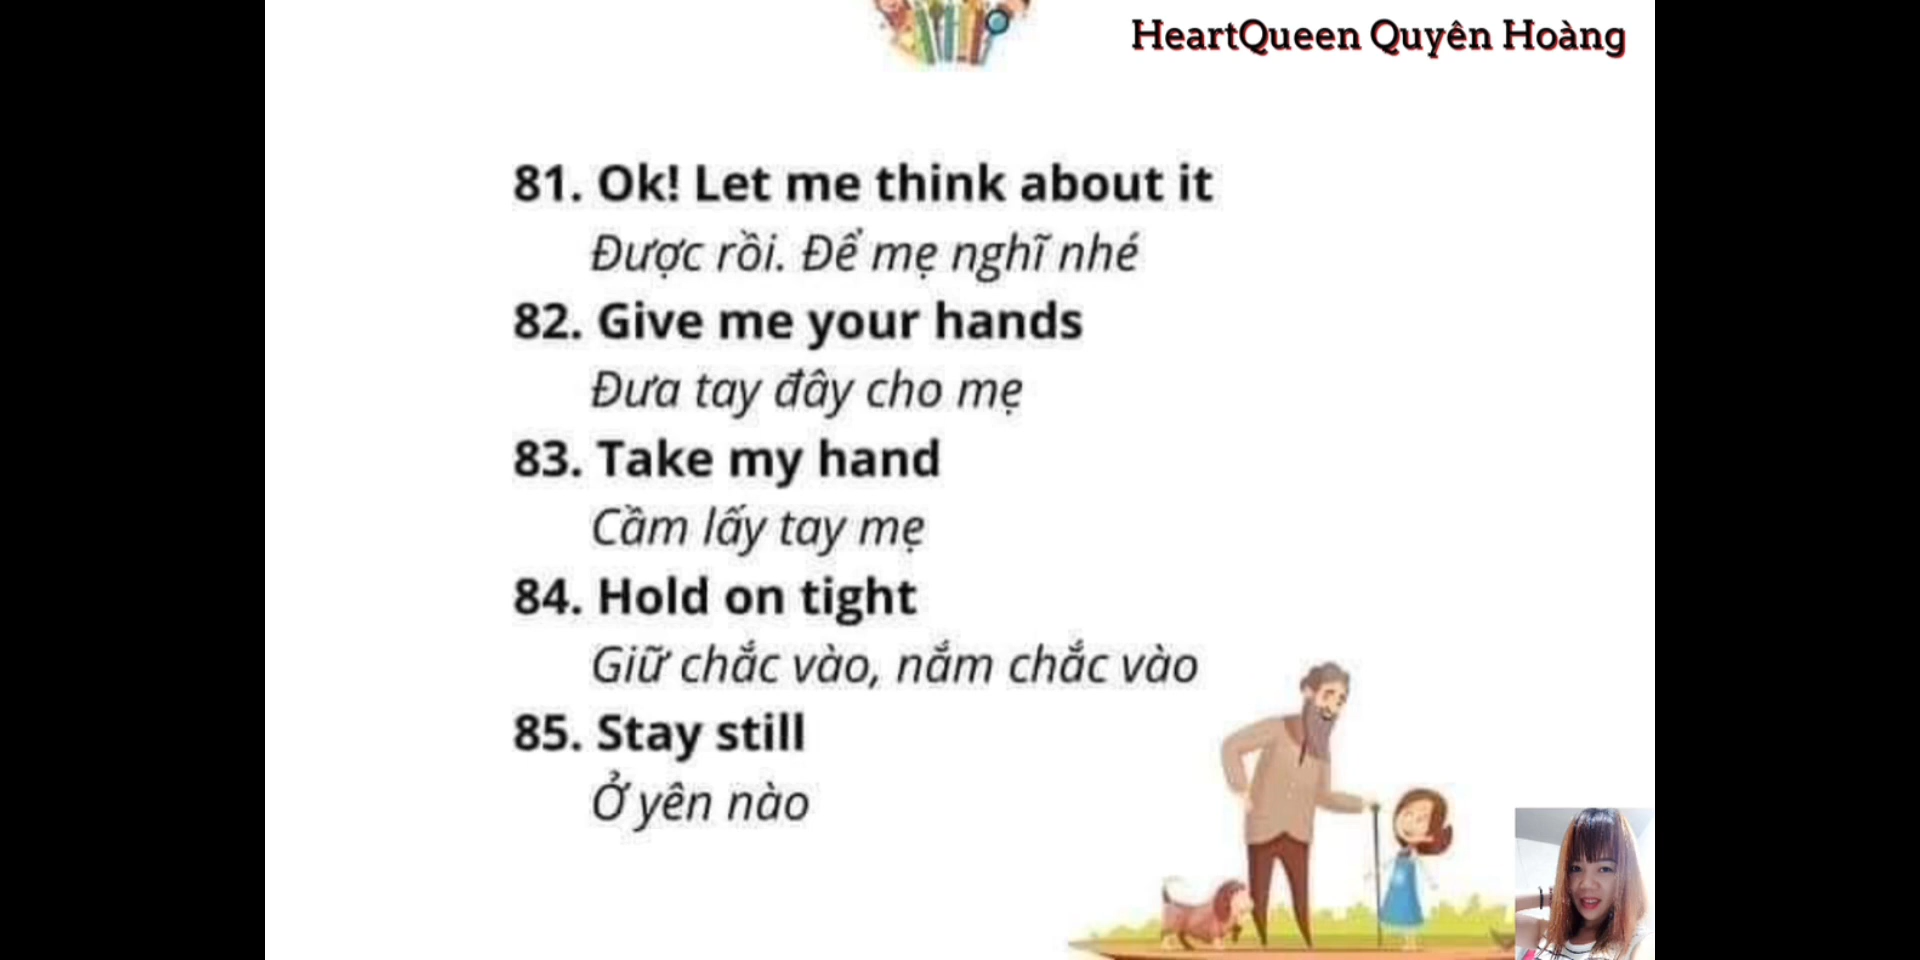 HeartQueen Quyên Hoàng
81. Ok! Let me think about it
Được rồi. Để mẹ nghĩ nhé
82. Give me your hands
Đưa tay đây cho mẹ
83. Take my hand
Cầm lấy tay mẹ
84. Hold on tight
Giữ chắc vào, nắm chắc vào
85. Stay still
Ở yên nào